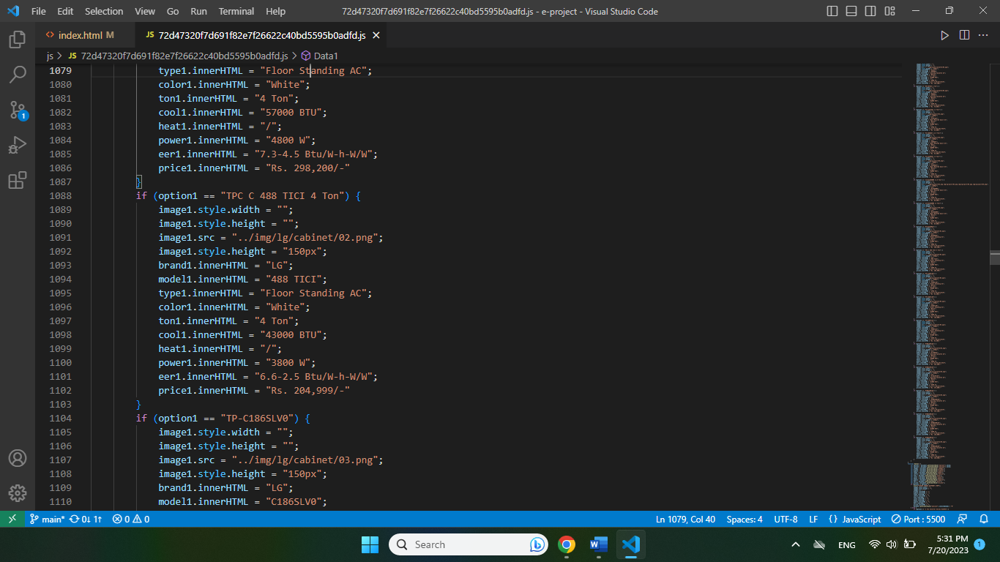 File Edit Selection View Go Run Terminal Help 72d47320f7d691f82e7f26622c40bd5595b0adfd.js - e-project - Visual Studio Code
index.html M JS 72d47320f7d691f82e7f26622c40bd5595b0adfd.js
js > JS 72d47320f7d691f82e7f26622c40bd5595b0adfd.js > Data1
1079 type1.innerHTML = "Floor Standing AC";
1080 color1.innerHTML = "White";
1081 ton1.innerHTML = "4 Ton";
1082 cool1.innerHTML = "57000 BTU";
1083 heat1.innerHTML = "/";
1084 power1.innerHTML = "4800 W";
1085 eer1.innerHTML = "7.3-4.5 Btu/W-h-W/W";
1086 price1.innerHTML = "Rs. 298,200/-"
1087 }
1088 if (option1 == "TPC C 488 TICI 4 Ton") {
1089 image1.style.width = "";
1090 image1.style.height = "";
1091 image1.src = "../img/lg/cabinet/02.png";
1092 image1.style.height = "150px";
1093 brand1.innerHTML = "LG";
1094 model1.innerHTML = "488 TICI";
1095 type1.innerHTML = "Floor Standing AC";
1096 color1.innerHTML = "White";
1097 ton1.innerHTML = "4 Ton";
1098 cool1.innerHTML = "43000 BTU";
1099 heat1.innerHTML = "/";
1100 power1.innerHTML = "3800 W";
1101 eer1.innerHTML = "6.6-2.5 Btu/W-h-W/W";
1102 price1.innerHTML = "Rs. 204,999/-"
1103 }
1104 if (option1 == "TP-C186SLV0") {
1105 image1.style.width = "";
1106 image1.style.height = "";
1107 image1.src = "../img/lg/cabinet/03.png";
1108 image1.style.height = "150px";
1109 brand1.innerHTML = "LG";
1110 model1.innerHTML = "C186SLV0";
1
main* 0↓ 1↑ 0 0 Ln 1079, Col 40 Spaces: 4 UTF-8 LF {} JavaScript Port : 5500
Search ENG 5:31 PM
7/20/2023 1